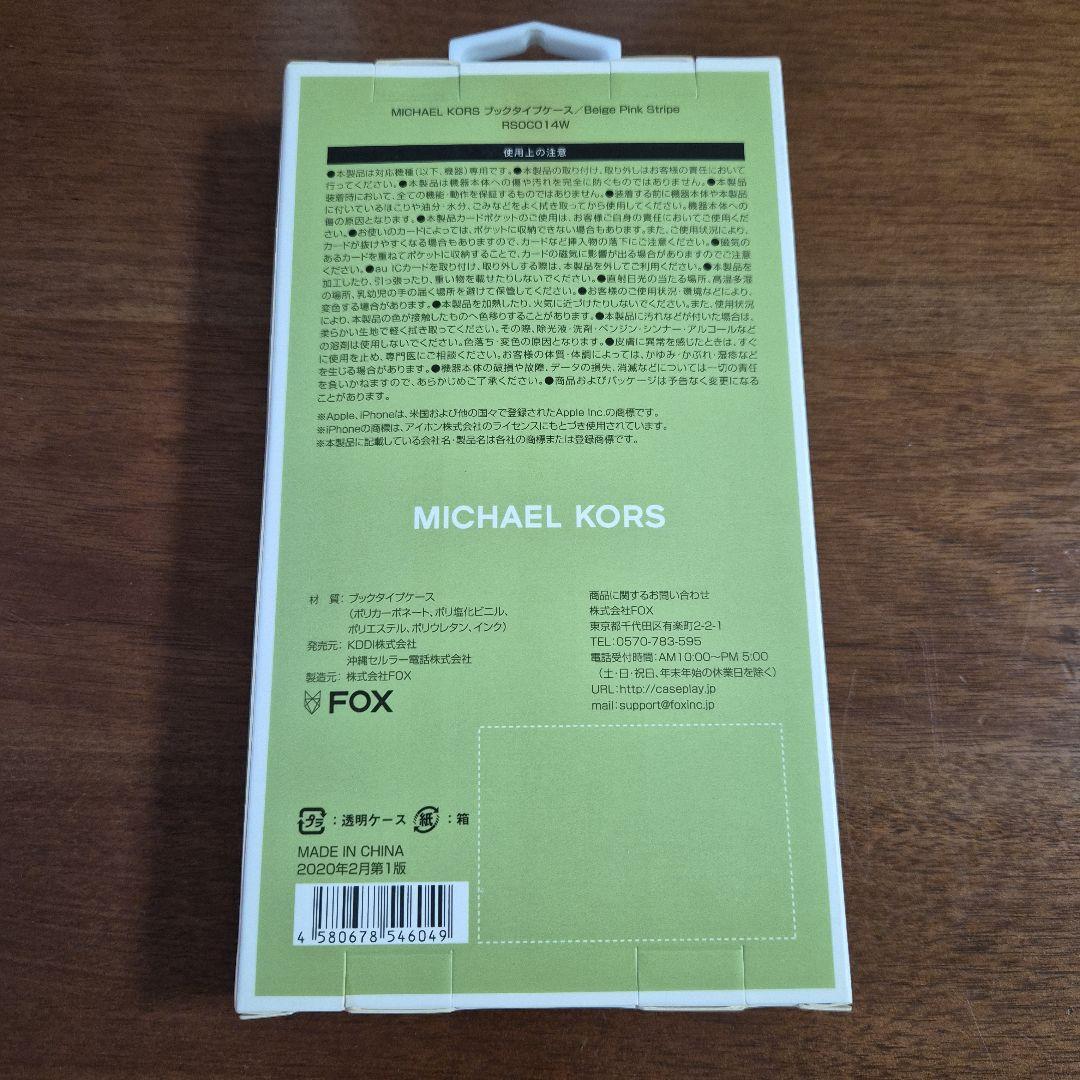 MICHAEL KORS ブックタイプケース／Beige Pink Stripe
RS0C014W
使用上の注意
●本製品は対応機種(以下、機器)専用です。●本製品の取り付け、取り外しはお客様の責任において
行ってください。●本製品は機器本体への傷や汚れを完全に防ぐものではありません。●本製品
装着時において、全ての機能・動作を保証するものではありません。●装着する前に機器本体や本製品
に付いているほこりや油分・水分、ごみなどをよく拭き取ってから使用してください。機器本体への
傷の原因となります。●本製品カードポケットのご使用は、お客様ご自身の責任においてご使用くだ
さい。●お使いのカードによっては、ポケットに収納できない場合もあります。また、ご使用状況により、
カードが抜けやすくなる場合もありますので、カードなど挿入物の落下にご注意ください。●磁気の
あるカードを重ねてポケットに収納することで、カードの磁気に影響が出る場合がありますのでご注意
ください。●au ICカードを取り付け、取り外しする際は、本製品を外してご利用ください。●本製品を
加工したり、引っ張ったり、重い物を載せたりしないでください。●直射日光の当たる場所、高温多湿
の場所、乳幼児の手の届く場所を避けて保管してください。●お客様のご使用状況・環境などにより、
変色する場合があります。●本製品を加熱したり、火気に近づけたりしないでください。また、使用状況
により、本製品の色が接触したものへ色移りすることがあります。●本製品に汚れなどが付いた場合は、
柔らかい生地で軽く拭き取ってください。その際、除光液・洗剤・ベンジン・シンナー・アルコールなど
の溶剤は使用しないでください。色落ち・変色の原因となります。●皮膚に異常を感じたときは、すぐ
に使用を止め、専門医にご相談ください。お客様の体質・体調によっては、かゆみ・かぶれ・湿疹など
を生じる場合があります。●機器本体の破損や故障、データの損失、消滅などについては一切の責任
を負いかねますので、あらかじめご了承ください。●商品およびパッケージは予告なく変更になる
ことがあります。
※Apple、iPhoneは、米国および他の国々で登録されたApple Inc.の商標です。
※iPhoneの商標は、アイホン株式会社のライセンスにもとづき使用されています。
※本製品に記載している会社名・製品名は各社の商標または登録商標です。
MICHAEL KORS
材　質：ブックタイプケース
(ポリカーボネート、ポリ塩化ビニル、
ポリエステル、ポリウレタン、インク)
発売元：KDDI株式会社
沖縄セルラー電話株式会社
製造元：株式会社FOX
FOX
商品に関するお問い合わせ
株式会社FOX
東京都千代田区有楽町2-2-1
TEL：0570-783-595
電話受付時間：AM10:00〜PM 5:00
(土・日・祝日、年末年始の休業日を除く)
URL：http://caseplay.jp
mail：support@foxinc.jp
プラ：透明ケース 紙：箱
MADE IN CHINA
2020年2月第1版
4 580678 546049